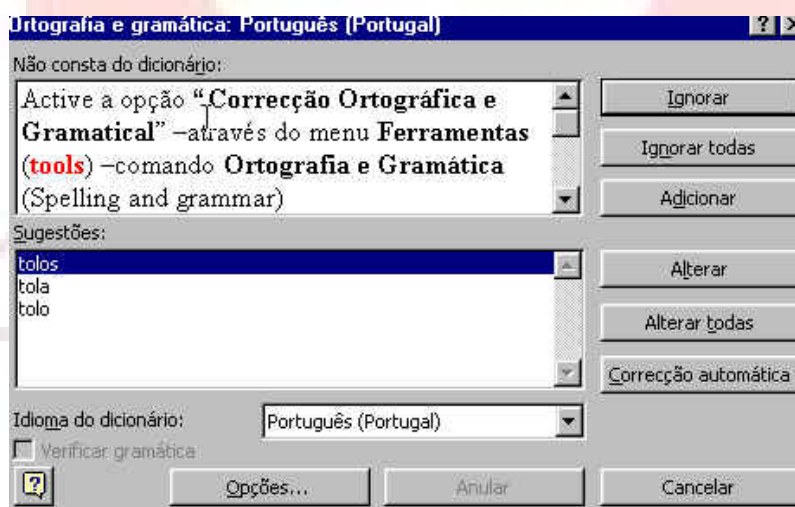 Ortografia e gramática: Português (Portugal)
Não consta do dicionário:
Active a opção “Correcção Ortográfica e
Gramatical” –através do menu Ferramentas
(tools) –comando Ortografia e Gramática
(Spelling and grammar)
Ignorar
Ignorar todas
Adicionar
Sugestões:
tolos
tola
tolo
Alterar
Alterar todas
Correcção automática
Idioma do dicionário:
Português (Portugal)
Verificar gramática
Opções...
Anular
Cancelar